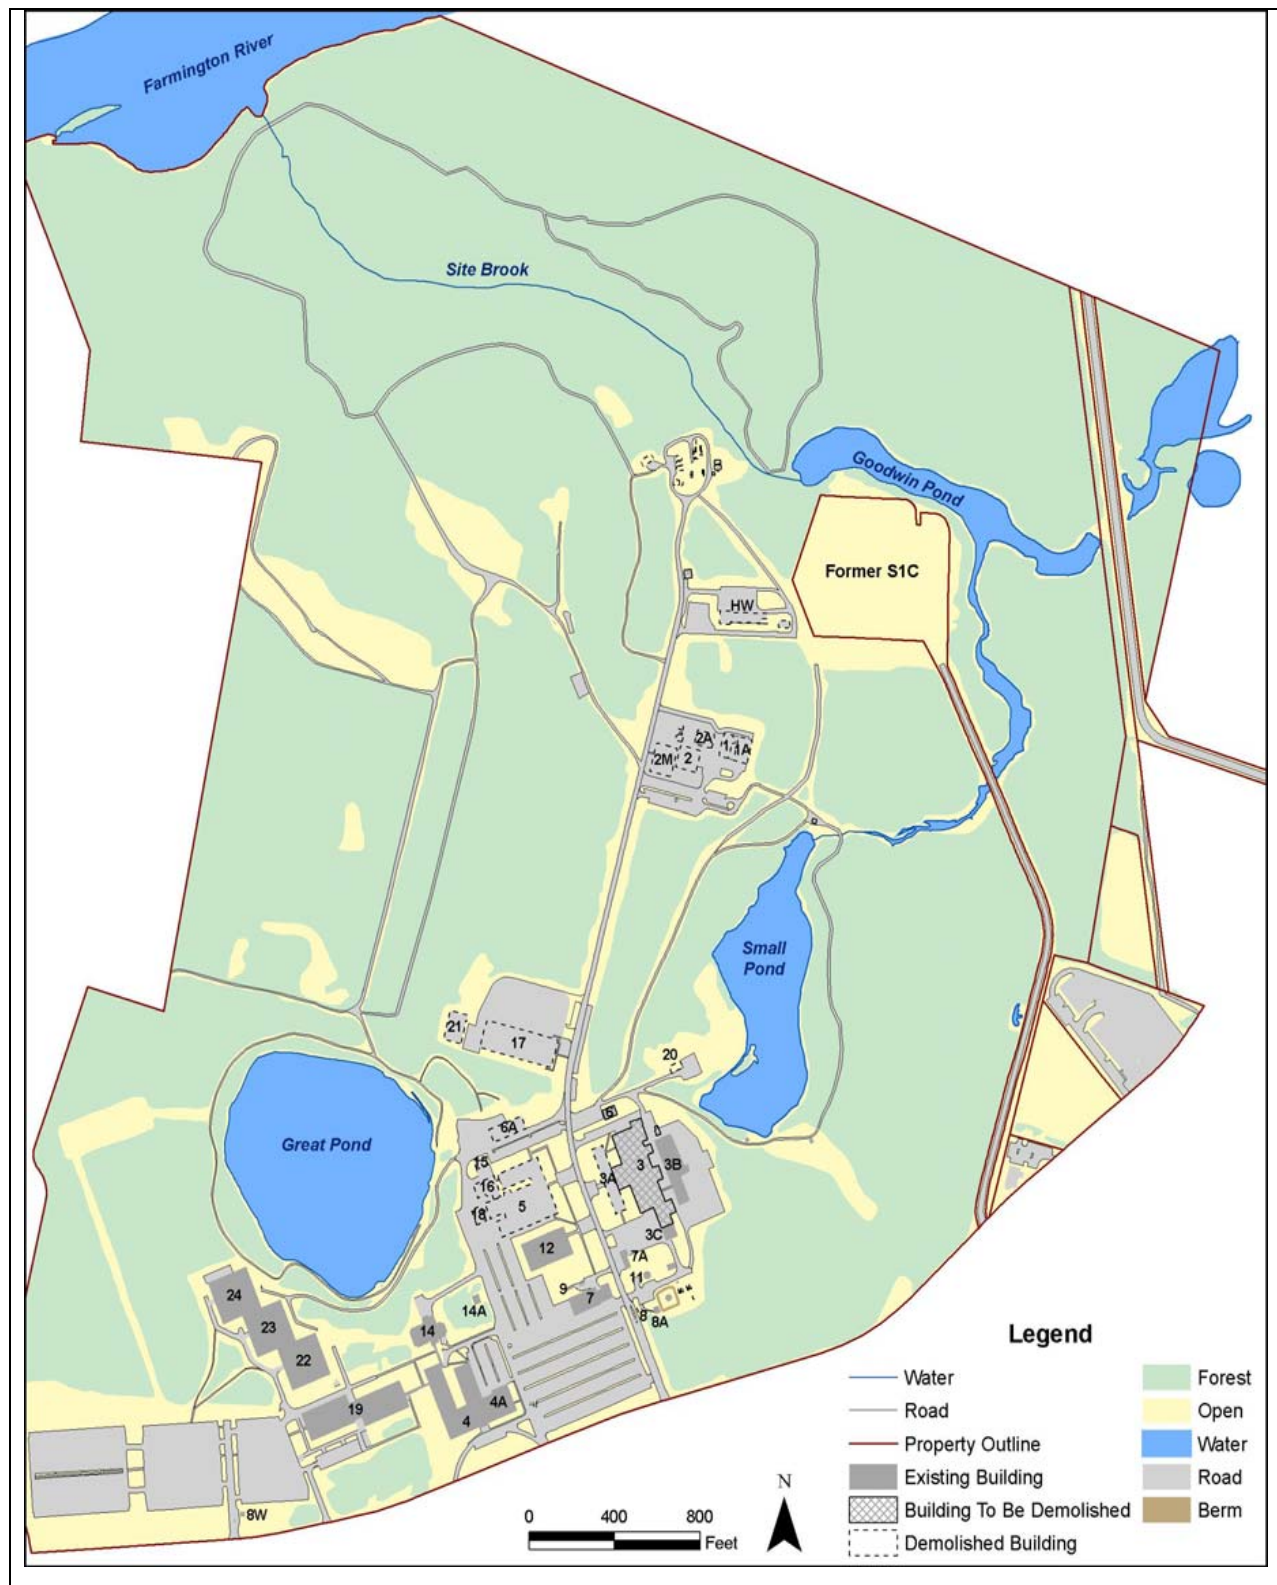 Farmington River
Site Brook
Goodwin Pond
B
Former S1C
HW
2A
1
1A
2M
2
Small
Pond
21
17
20
6
6A
15
3
3B
3A
16
18
5
3C
12
7A
11
9
7
24
14A
8
8A
23
14
22
4A
19
4
8W
Legend
Water
Road
Property Outline
Existing Building
Building To Be Demolished
Demolished Building
Forest
Open
Water
Road
Berm
N
0 400 800
Feet
Great Pond